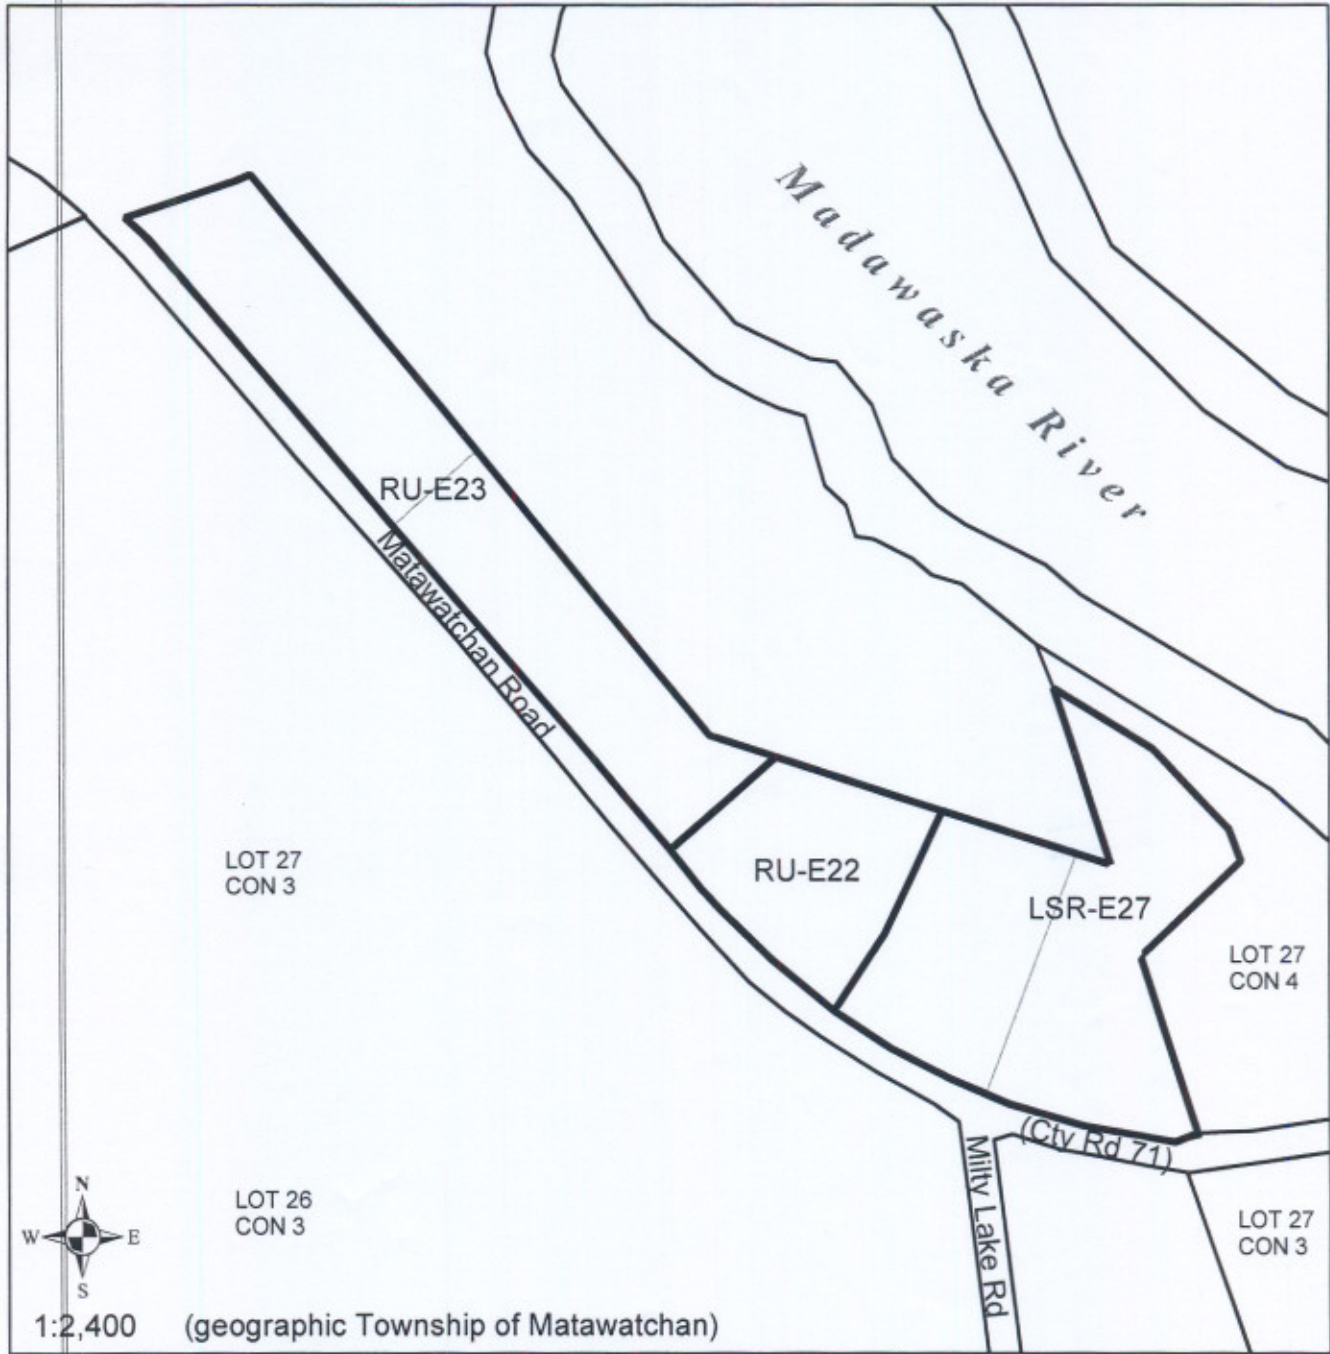 Madawaska River
RU-E23
Matawatchan Road
LOT 27
CON 3
RU-E22
LSR-E27
LOT 27
CON 4
(Cty Rd 71)
Milty Lake Rd
LOT 26
CON 3
LOT 27
CON 3
N
W
E
S
1:2,400 (geographic Township of Matawatchan)